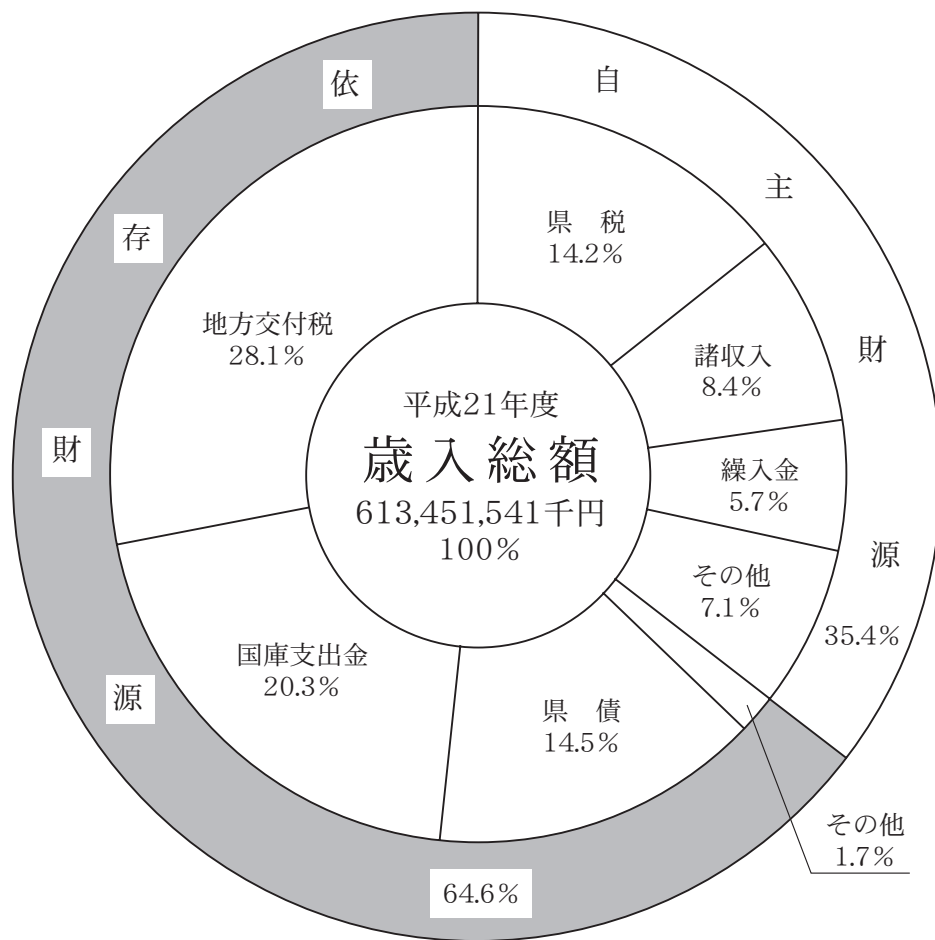 自主財源
35.4%
県 税
14.2%
諸収入
8.4%
繰入金
5.7%
その他
7.1%
その他
1.7%
県 債
14.5%
国庫支出金
20.3%
地方交付税
28.1%
依存財源
64.6%
平成21年度
歳入総額
613,451,541千円
100%